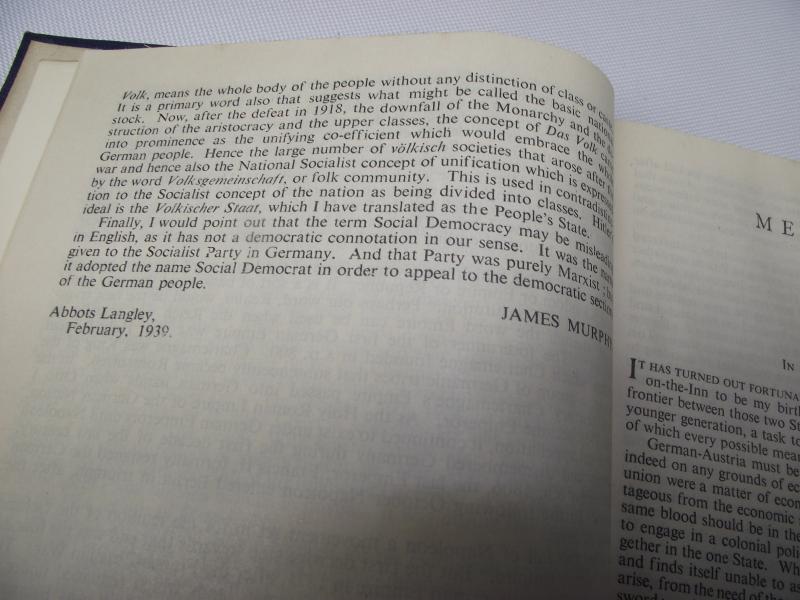 Volk, means the whole body of the people without any distinction of class or
It is a primary word also that suggests what might be called the basic
stock. Now, after the defeat in 1918, the downfall of the Monarchy and the
struction of the aristocracy and the upper classes, the concept of Das Volk
into prominence as the unifying co-efficient which would embrace the
German people. Hence the large number of völkisch societies that arose after
war and hence also the National Socialist concept of unification which is expressed
by the word Volksgemeinschaft, or folk community. This is used in
tion to the Socialist concept of the nation as being divided into classes. Hitler
ideal is the Volkischer Staat, which I have translated as the People's State.
Finally, I would point out that the term Social Democracy may be misleading
in English, as it has not a democratic connotation in our sense. It was the
given to the Socialist Party in Germany. And that Party was purely Marxist;
it adopted the name Social Democrat in order to appeal to the democratic
of the German people.
JAMES MURPHY
Abbots Langley,
February, 1939.
ME
IN
IT HAS TURNED OUT
on-the-Inn to be my
frontier between those two
younger generation, a task
of which every possible
German-Austria must be
indeed on any grounds of
union were a matter of
tageous from the economic
same blood should be in the
to engage in a colonial
gether in the one State.
and finds itself unable to
arise, from the need of